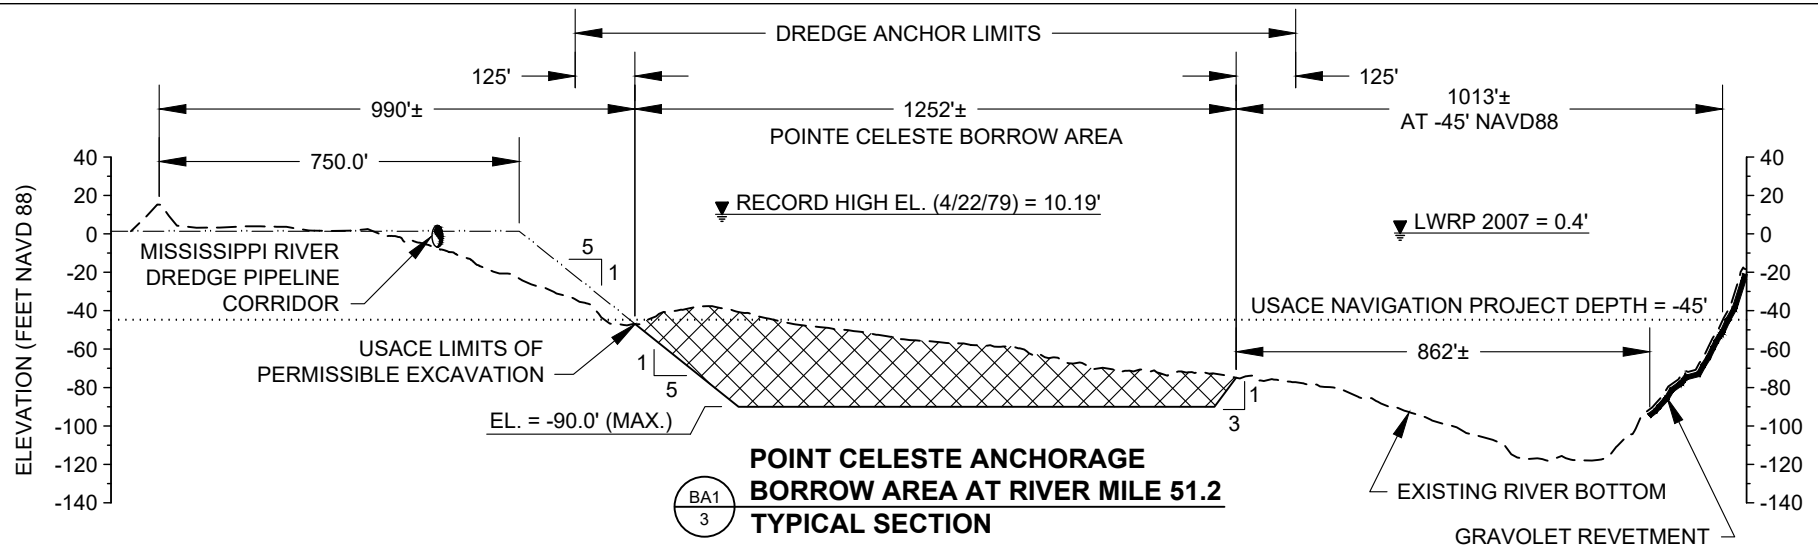 DREDGE ANCHOR LIMITS
125'
125'
990'±
1252'±
POINTE CELESTE BORROW AREA
1013'±
AT -45' NAVD88
750.0'
ELEVATION (FEET NAVD 88)
40
20
0
-20
-40
-60
-80
-100
-120
-140
40
20
0
-20
-40
-60
-80
-100
-120
-140
RECORD HIGH EL. (4/22/79) = 10.19'
LWRP 2007 = 0.4'
MISSISSIPPI RIVER
DREDGE PIPELINE
CORRIDOR
5
1
USACE NAVIGATION PROJECT DEPTH = -45'
USACE LIMITS OF
PERMISSIBLE EXCAVATION
1
5
862'±
EL. = -90.0' (MAX.)
1
3
EXISTING RIVER BOTTOM
GRAVOLET REVETMENT
BA1
3
POINT CELESTE ANCHORAGE
BORROW AREA AT RIVER MILE 51.2
TYPICAL SECTION